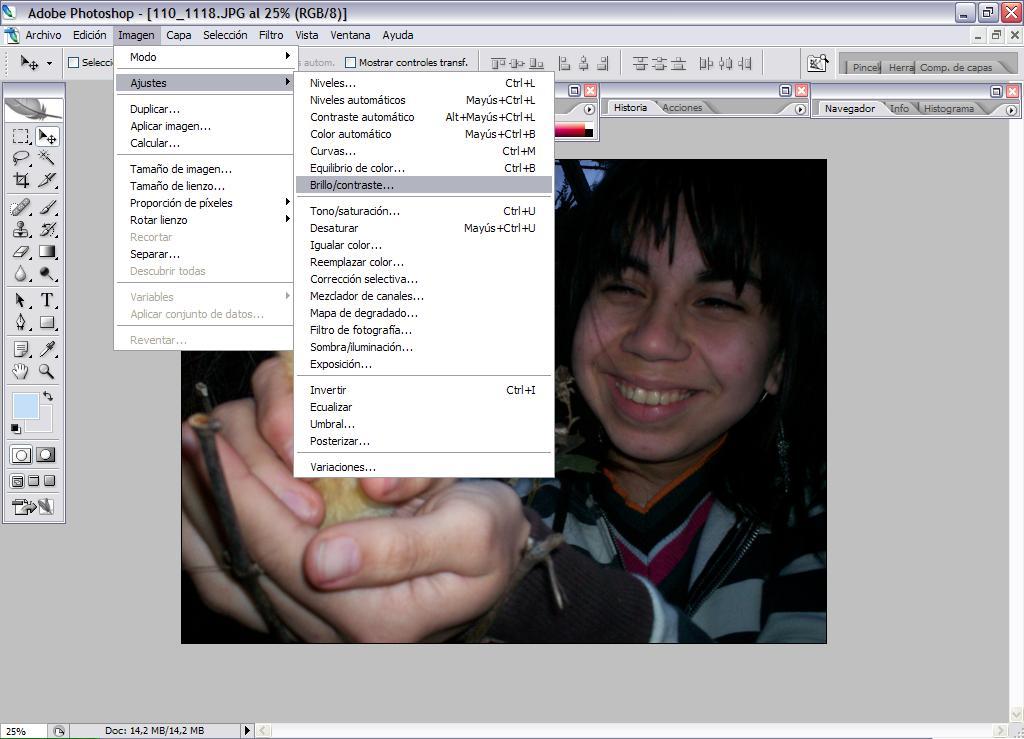 Adobe Photoshop - [110_1118.JPG al 25% (RGB/8)]
Archivo Edición Imagen Capa Selección Filtro Vista Ventana Ayuda
Selecci
autom.
Mostrar controles transf.
Pincel Herra Comp. de capas
Modo
Ajustes
Duplicar...
Aplicar imagen...
Calcular...
Tamaño de imagen...
Tamaño de lienzo...
Proporción de píxeles
Rotar lienzo
Recortar
Separar...
Descubrir todas
Variables
Aplicar conjunto de datos...
Reventar...
Niveles... Ctrl+L
Niveles automáticos Mayús+Ctrl+L
Contraste automático Alt+Mayús+Ctrl+L
Color automático Mayús+Ctrl+B
Curvas... Ctrl+M
Equilibrio de color... Ctrl+B
Brillo/contraste...
Tono/saturación... Ctrl+U
Desaturar Mayús+Ctrl+U
Igualar color...
Reemplazar color...
Corrección selectiva...
Mezclador de canales...
Mapa de degradado...
Filtro de fotografía...
Sombra/iluminación...
Exposición...
Invertir Ctrl+I
Ecualizar
Umbral...
Posterizar...
Variaciones...
Historia Acciones
Navegador Info Histograma
T
25% Doc: 14,2 MB/14,2 MB